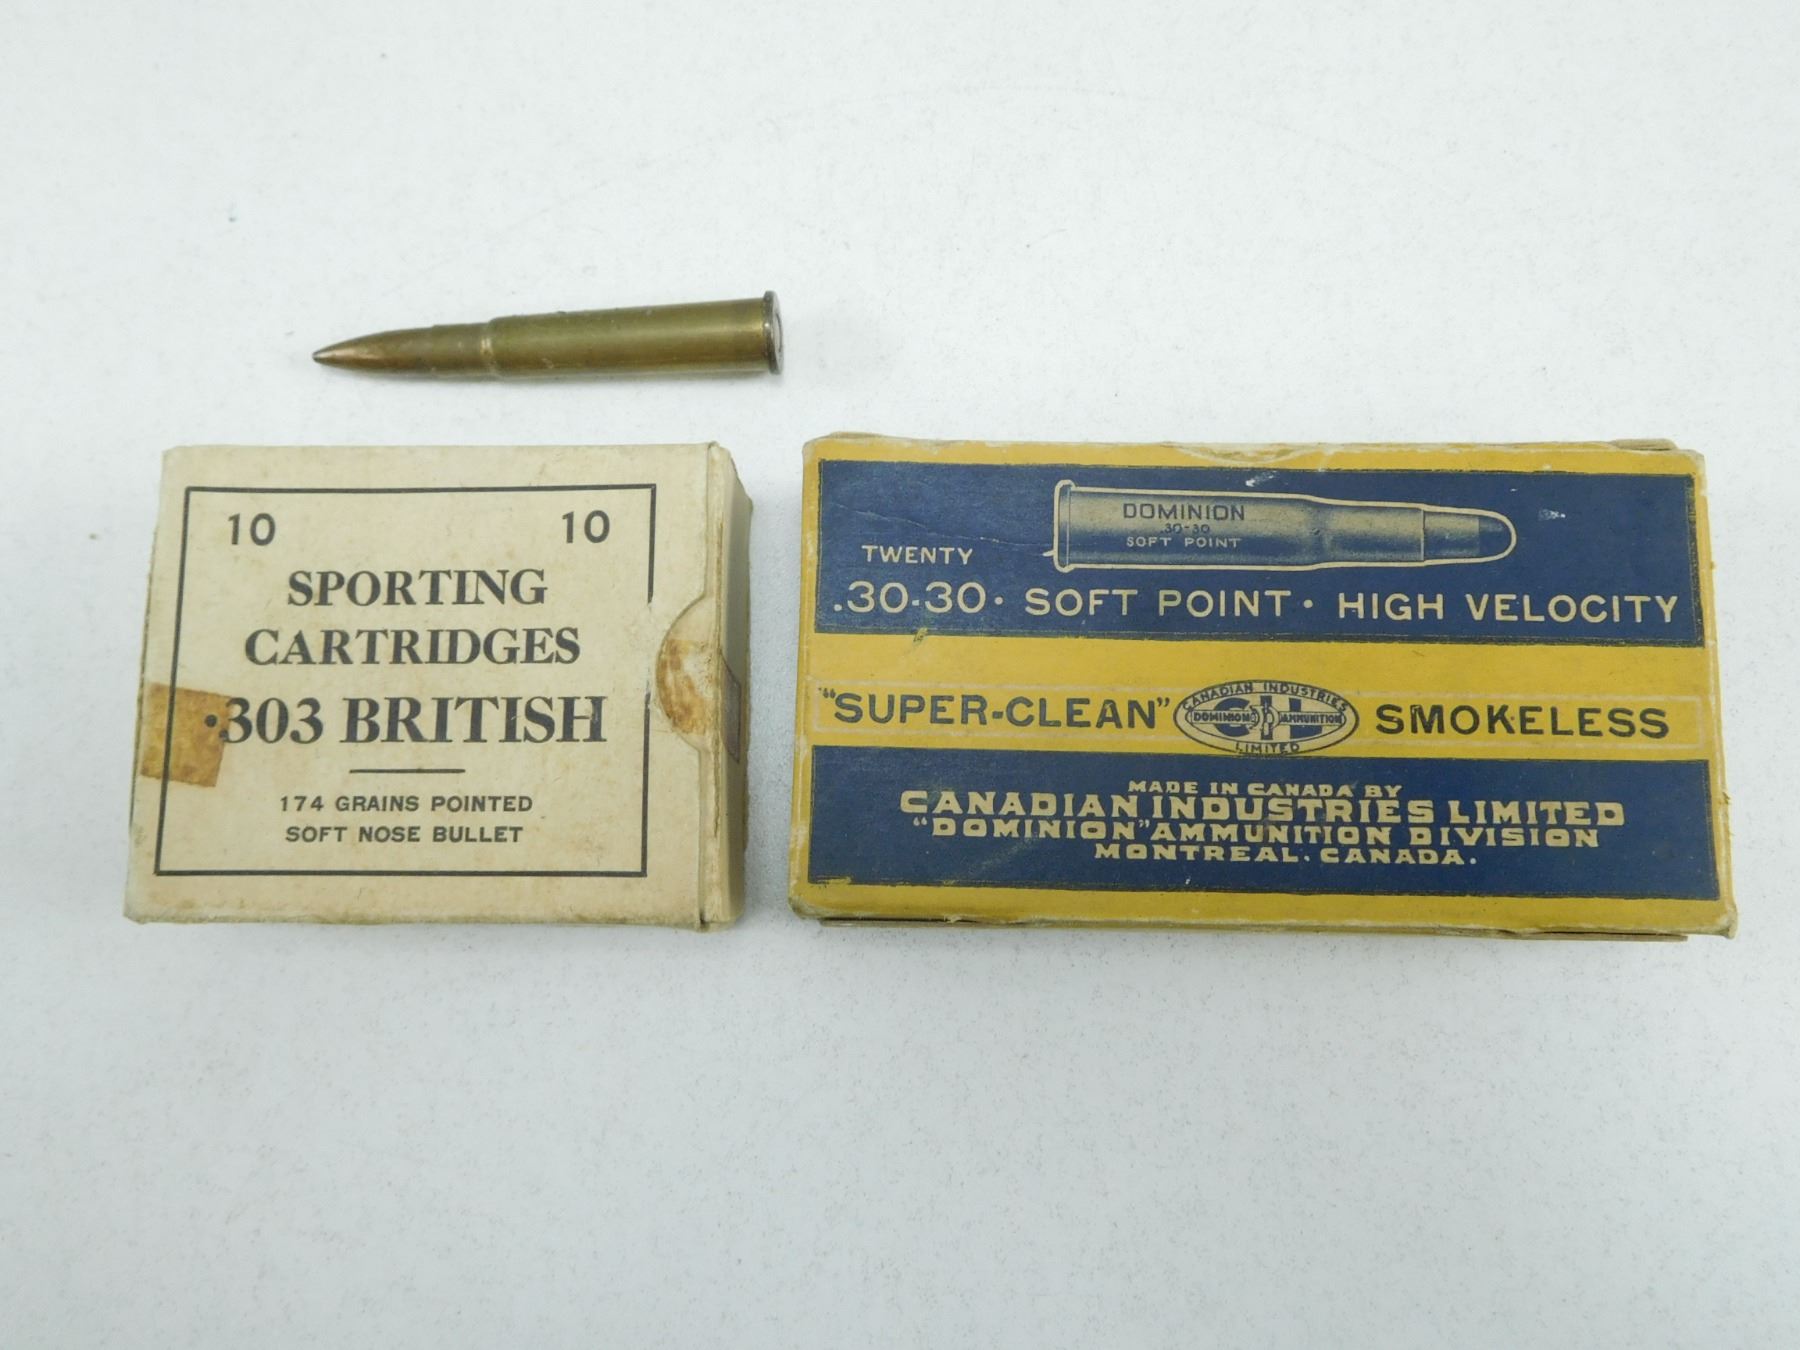 10 10
SPORTING
CARTRIDGES
.303 BRITISH
174 GRAINS POINTED
SOFT NOSE BULLET
DOMINION
.30-30
SOFT POINT
TWENTY
.30-30 · SOFT POINT · HIGH VELOCITY
"SUPER-CLEAN" SMOKELESS
CANADIAN INDUSTRIES
DOMINION AMMUNITION
LIMITED
MADE IN CANADA BY
CANADIAN INDUSTRIES LIMITED
"DOMINION" AMMUNITION DIVISION
MONTREAL. CANADA.